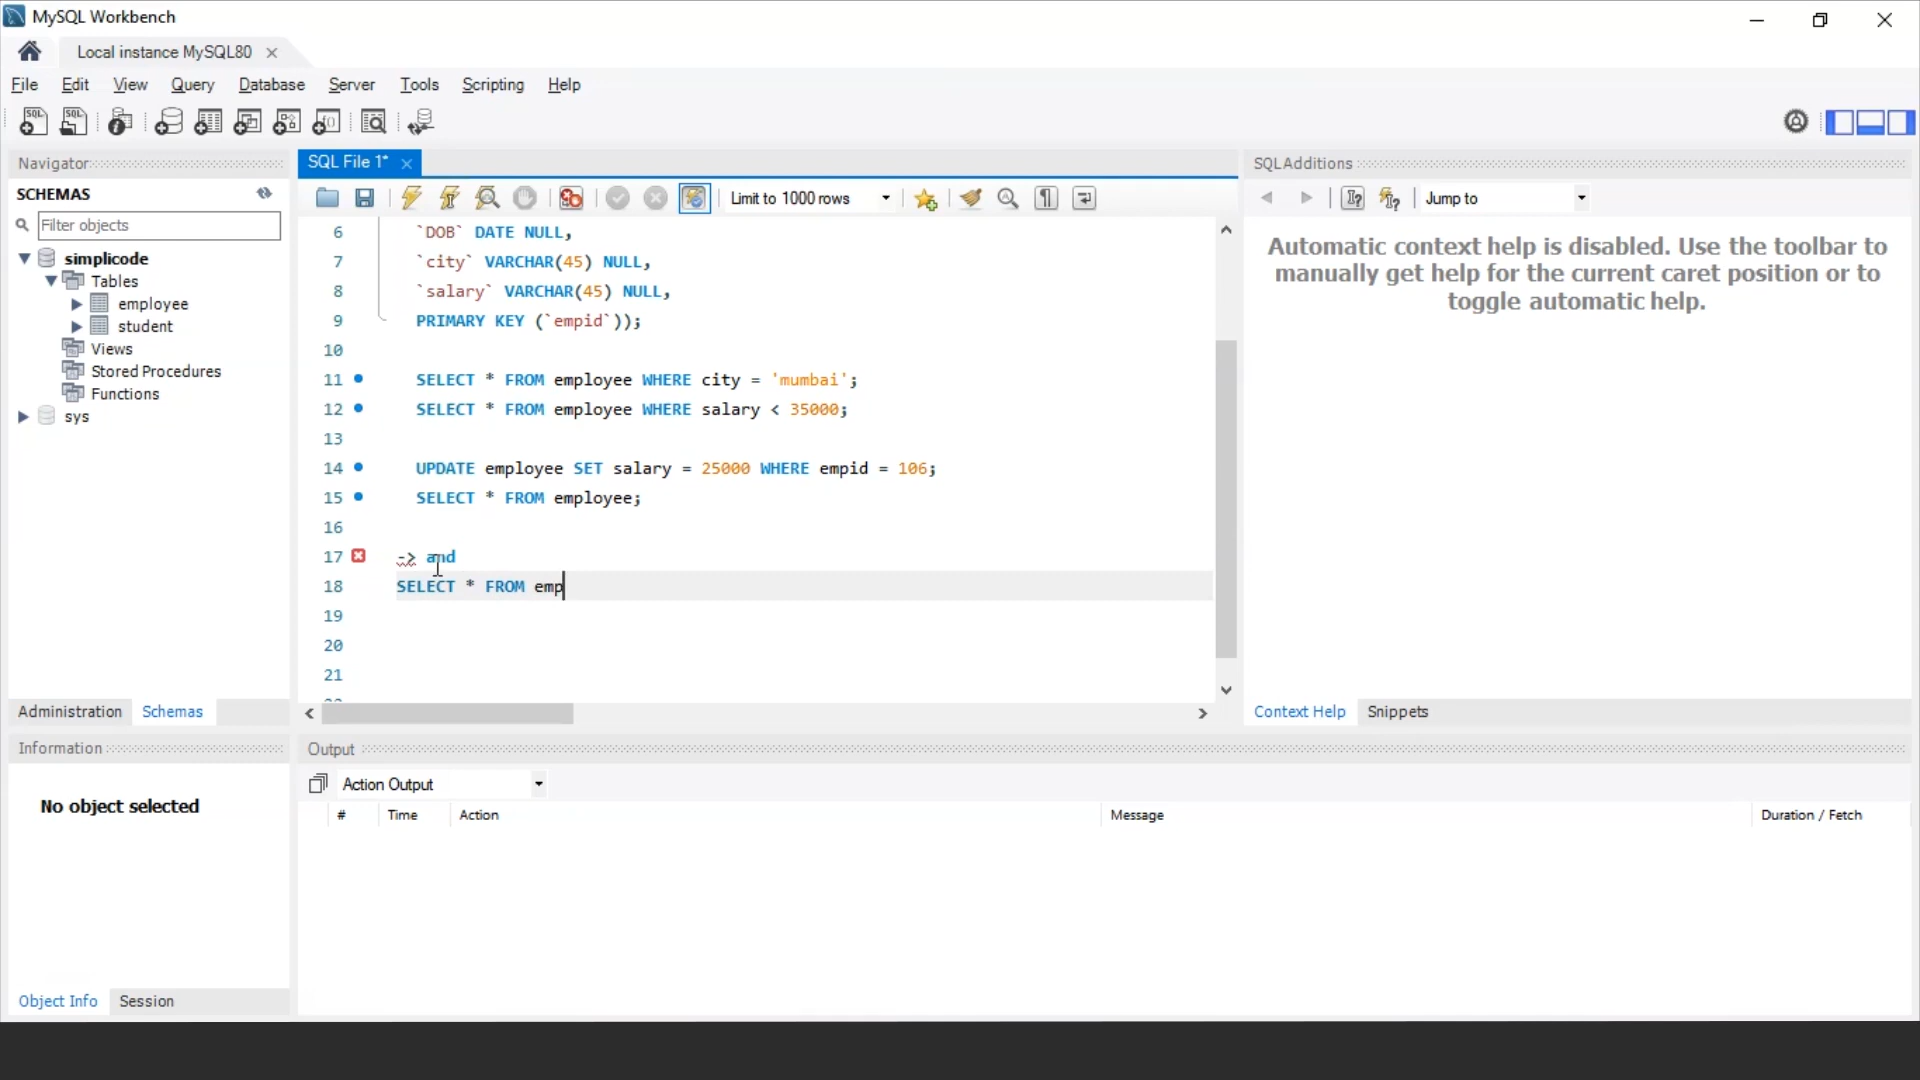 MySQL Workbench
Local instance MySQL80
File Edit View Query Database Server Tools Scripting Help
Navigator
SCHEMAS
Filter objects
simplicode
Tables
employee
student
Views
Stored Procedures
Functions
sys
Administration Schemas
Information
No object selected
Object Info Session
SQL File 1*
Limit to 1000 rows
6 `DOB` DATE NULL,
7 `city` VARCHAR(45) NULL,
8 `salary` VARCHAR(45) NULL,
9 PRIMARY KEY (`empid`));
10
11 SELECT * FROM employee WHERE city = 'mumbai';
12 SELECT * FROM employee WHERE salary < 35000;
13
14 UPDATE employee SET salary = 25000 WHERE empid = 106;
15 SELECT * FROM employee;
16
17 -> and
18 SELECT * FROM emp
19
20
21
SQLAdditions
Jump to
Automatic context help is disabled. Use the toolbar to
manually get help for the current caret position or to
toggle automatic help.
Context Help Snippets
Output
Action Output
# Time Action Message Duration / Fetch